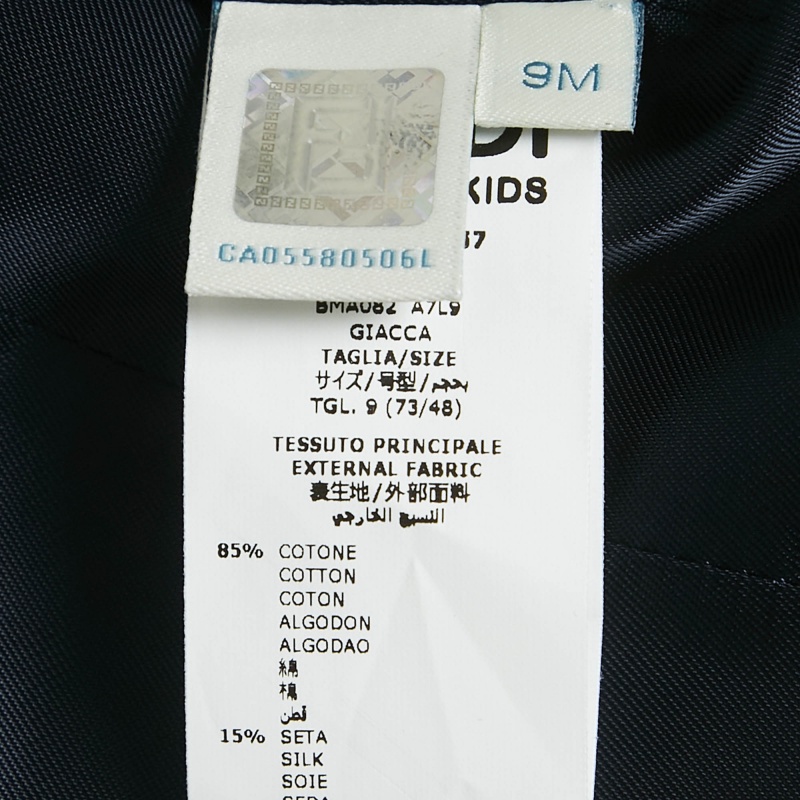 9M
CA05580506L
KIDS
BMA082 A7L9
GIACCA
TAGLIA/SIZE
サイズ/号型/حجم
TGL. 9 (73/48)
TESSUTO PRINCIPALE
EXTERNAL FABRIC
表生地/外部面料
النسيج الخارجي
85% COTONE
COTTON
COTON
ALGODON
ALGODAO
綿
棉
قطن
15% SETA
SILK
SOIE